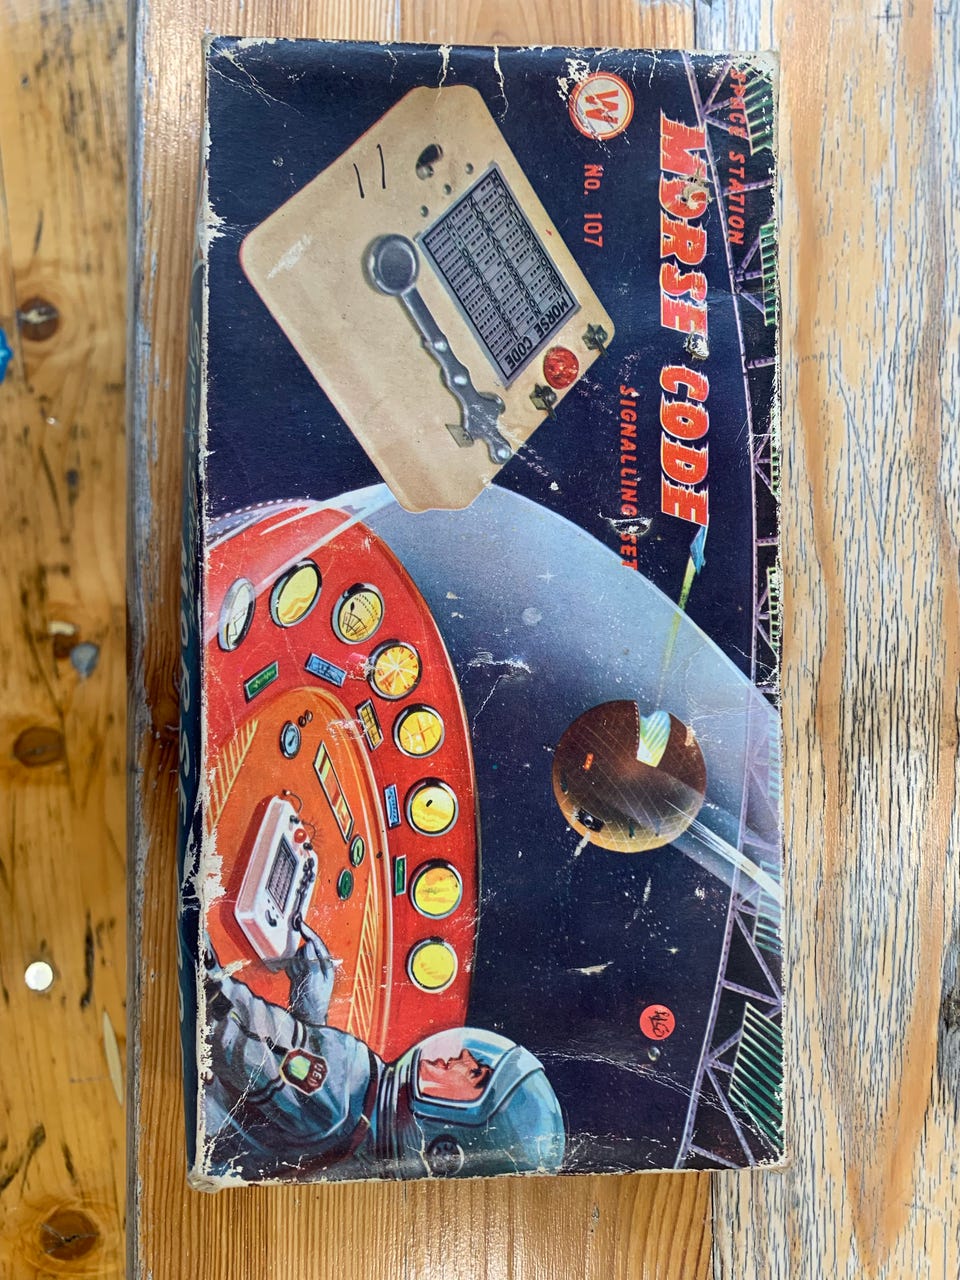 SPACE STATION
MORSE CODE
SIGNALLING SET
W
No. 107
MORSE CODE